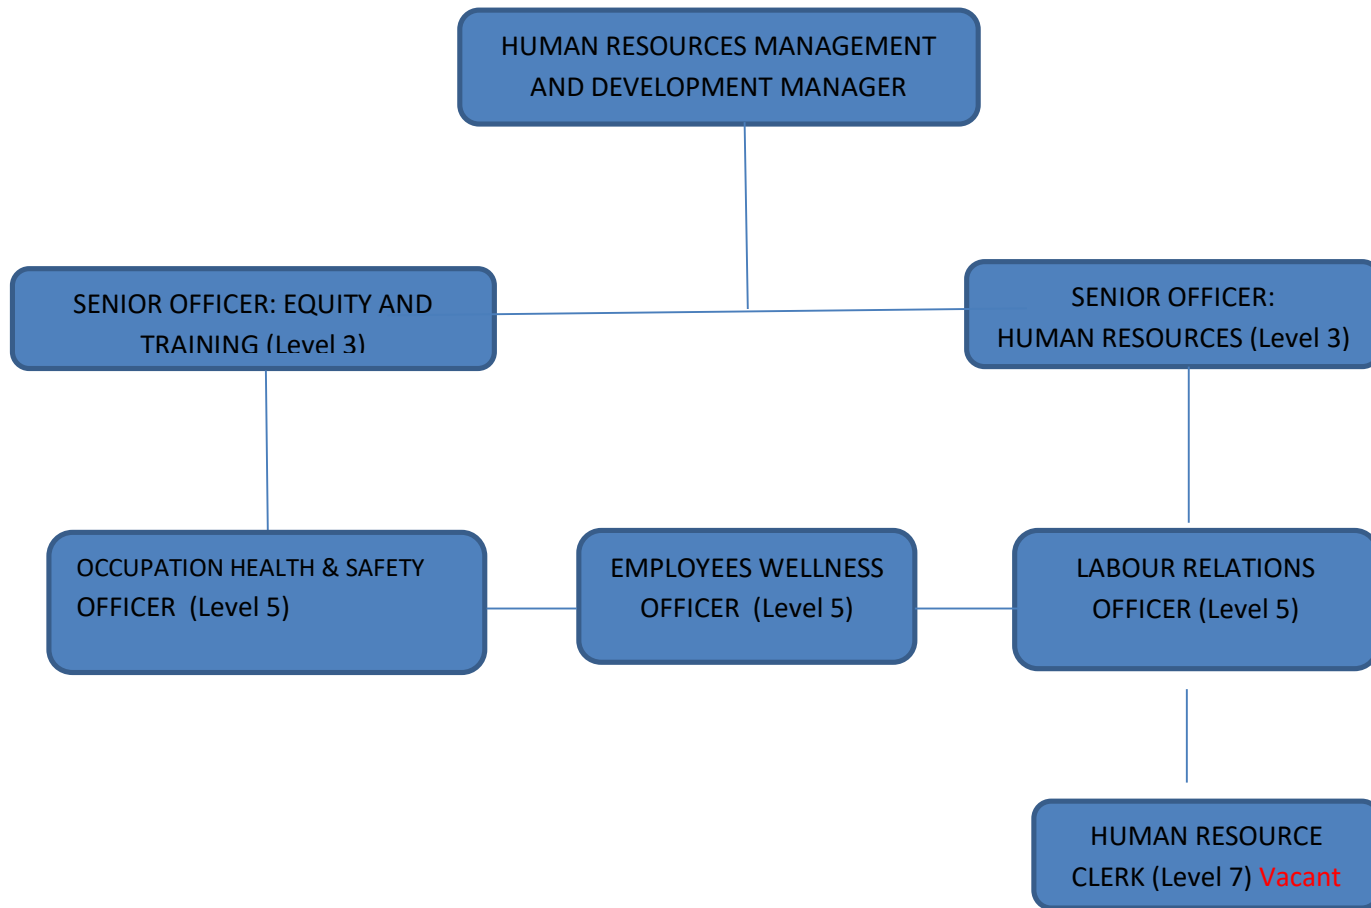 HUMAN RESOURCES MANAGEMENT
AND DEVELOPMENT MANAGER
SENIOR OFFICER: EQUITY AND
TRAINING (Level 3)
SENIOR OFFICER:
HUMAN RESOURCES (Level 3)
OCCUPATION HEALTH & SAFETY
OFFICER  (Level 5)
EMPLOYEES WELLNESS
OFFICER  (Level 5)
LABOUR RELATIONS
OFFICER (Level 5)
HUMAN RESOURCE
CLERK (Level 7) Vacant